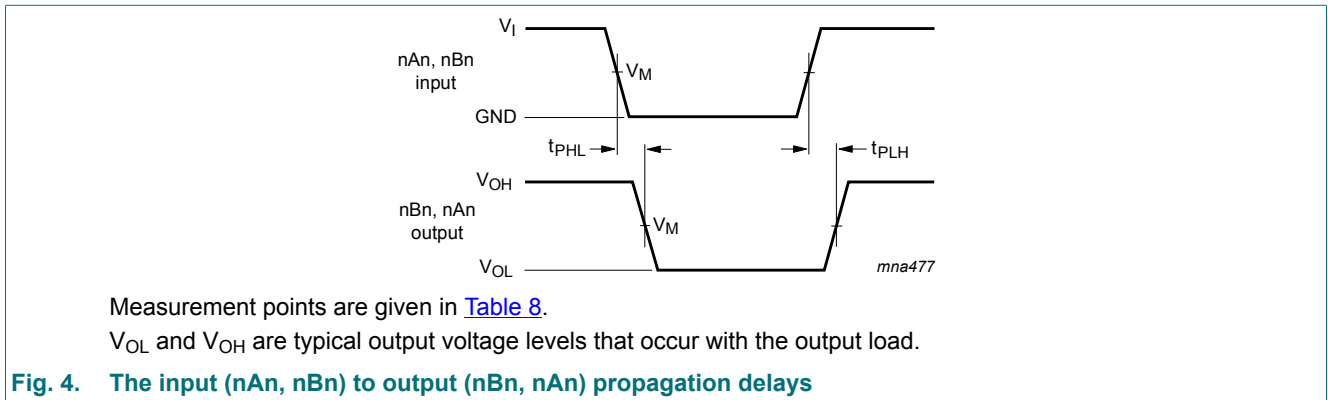 VI
nAn, nBn
input
VM
GND
tPHL
tPLH
VOH
nBn, nAn
output
VM
VOL
mna477
Measurement points are given in Table 8.
VOL and VOH are typical output voltage levels that occur with the output load.
Fig. 4. The input (nAn, nBn) to output (nBn, nAn) propagation delays